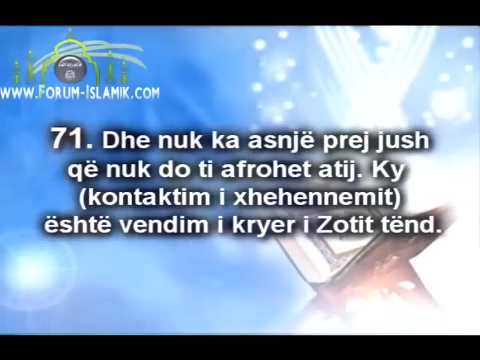 www.Forum-Islamik.com
71. Dhe nuk ka asnjë prej jush
që nuk do ti afrohet atij. Ky
(kontaktim i xhehennemit)
është vendim i kryer i Zotit tënd.